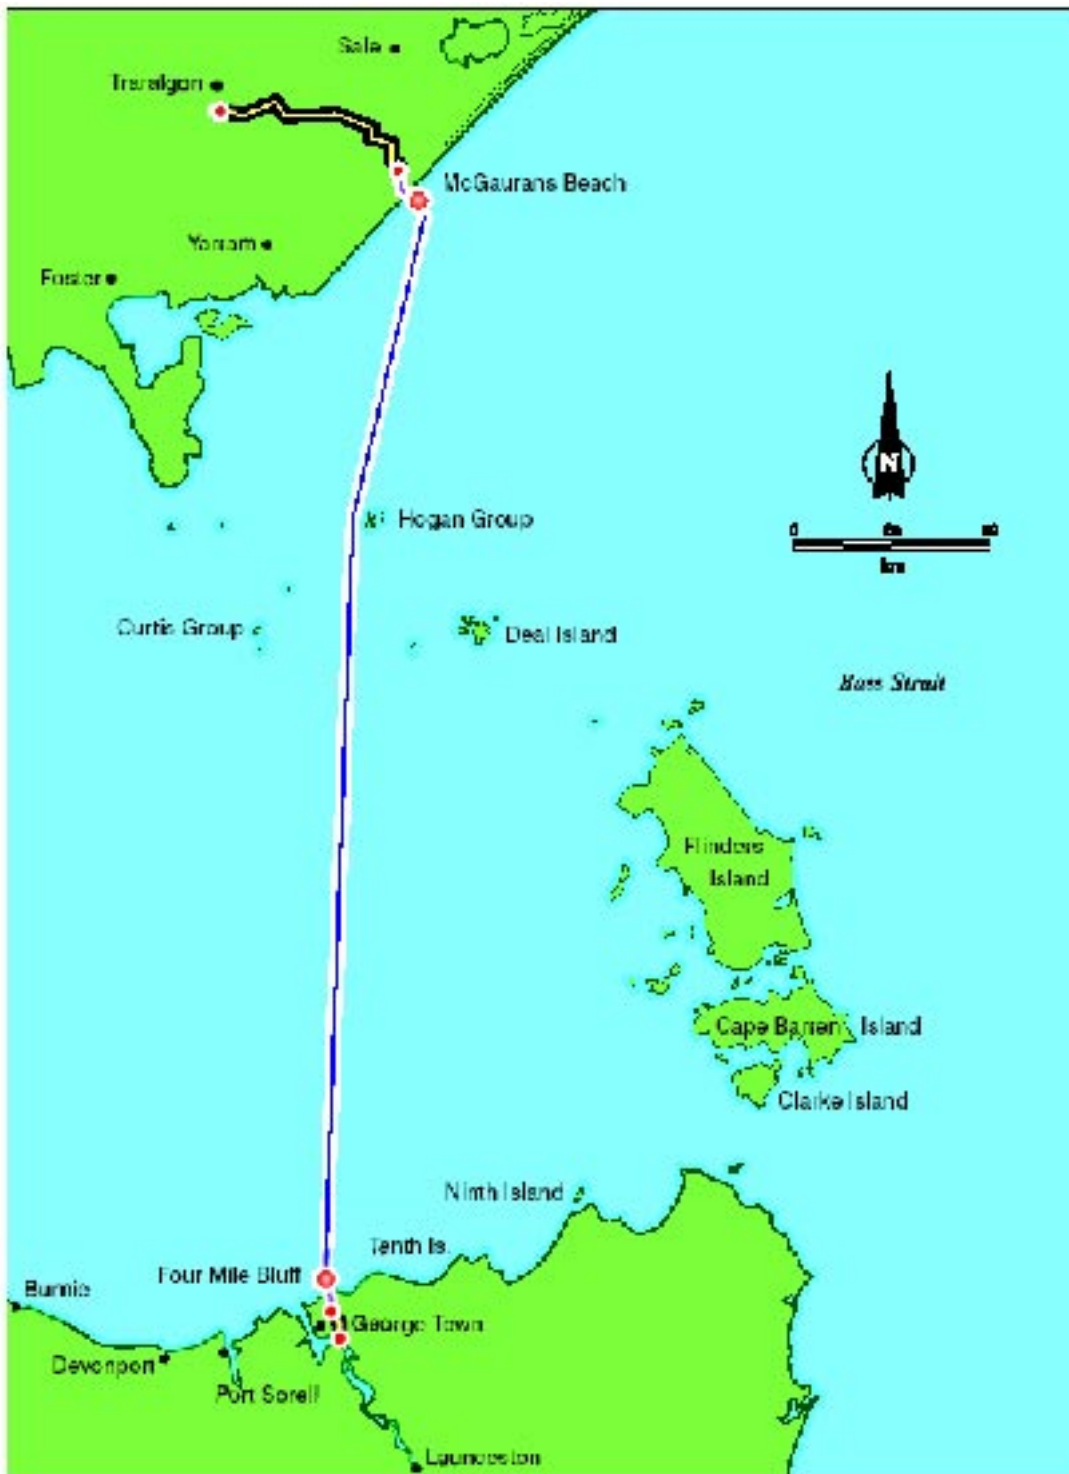 Sale
Traralgon
McGaurans Beach
Yarram
Foster
N
Hogan Group
0
km
Curtis Group
Deal Island
Bass Strait
Flinders
Island
Cape Barren Island
Clarke Island
Ninth Island
Tenth Is.
Four Mile Bluff
Burnie
George Town
Devonport
Port Sorell
Launceston